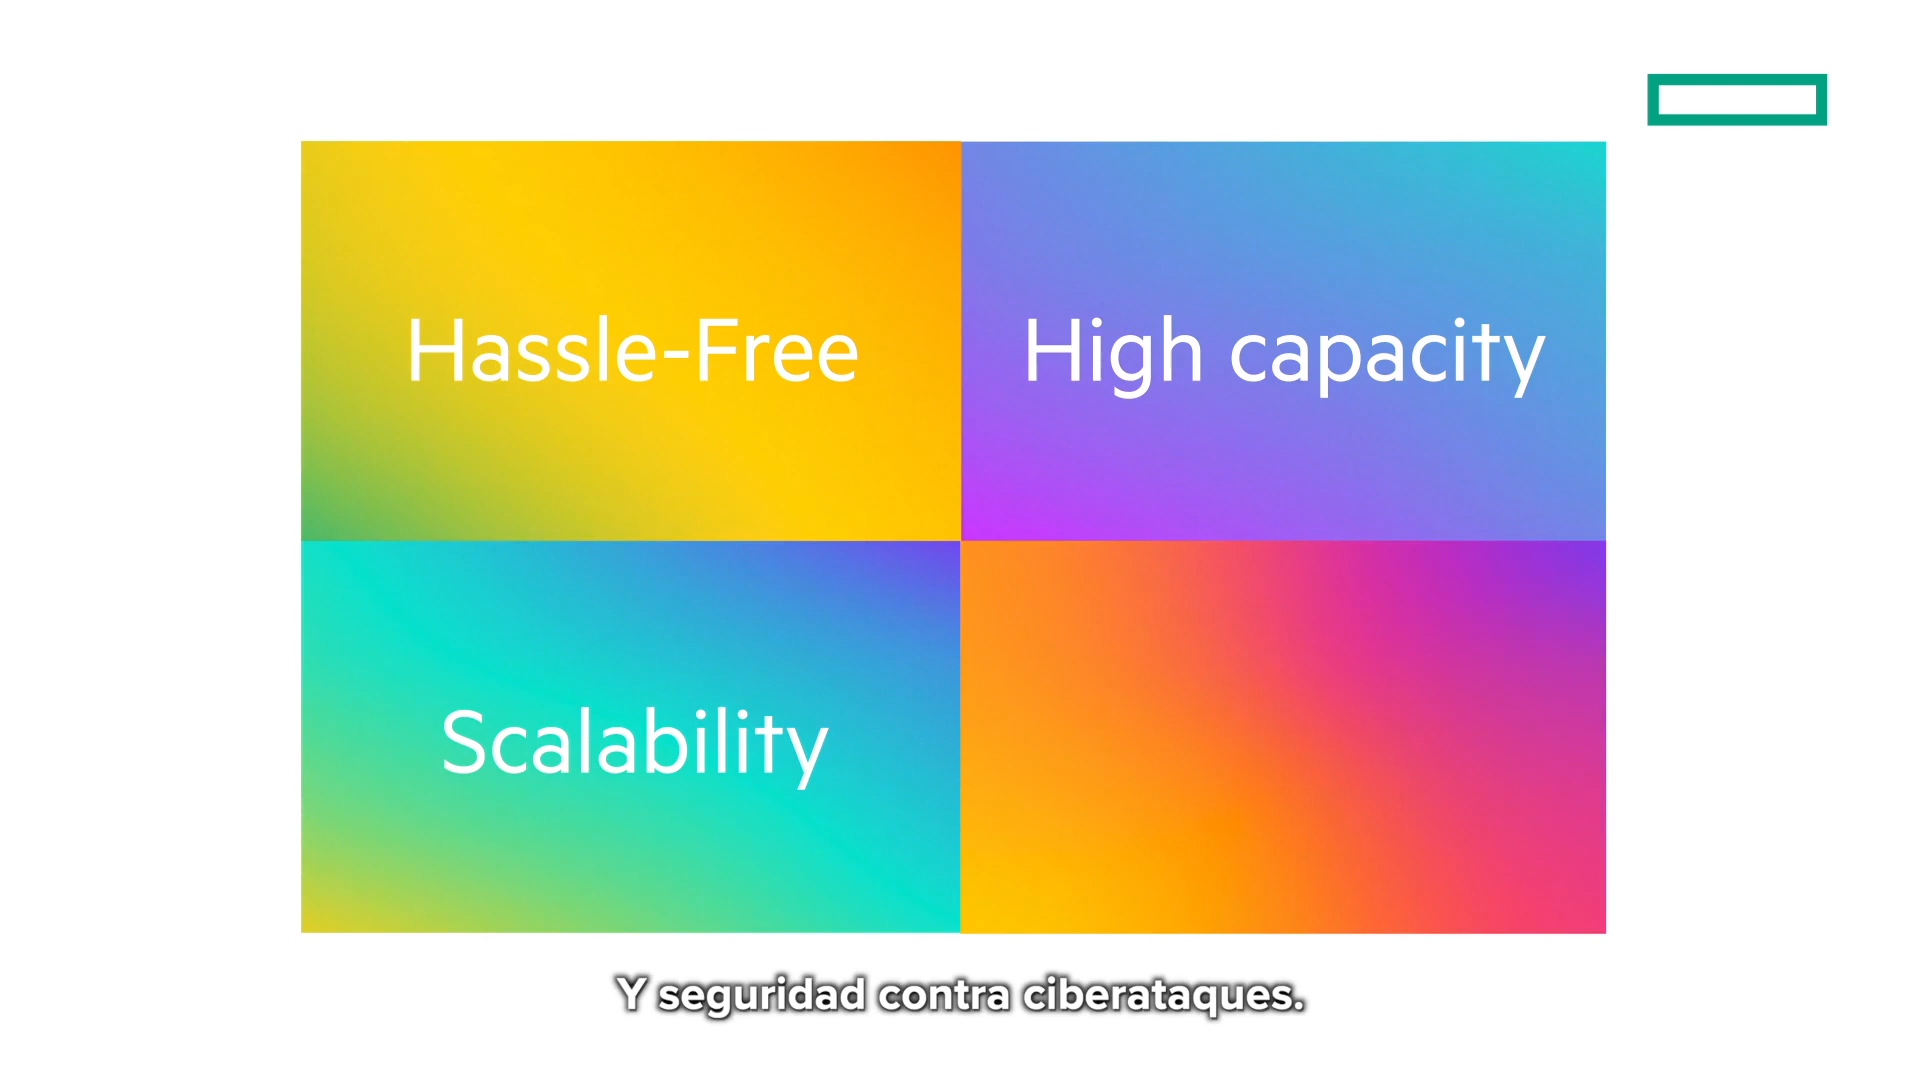 Hassle-Free
High capacity
Scalability
Y seguridad contra ciberataques.